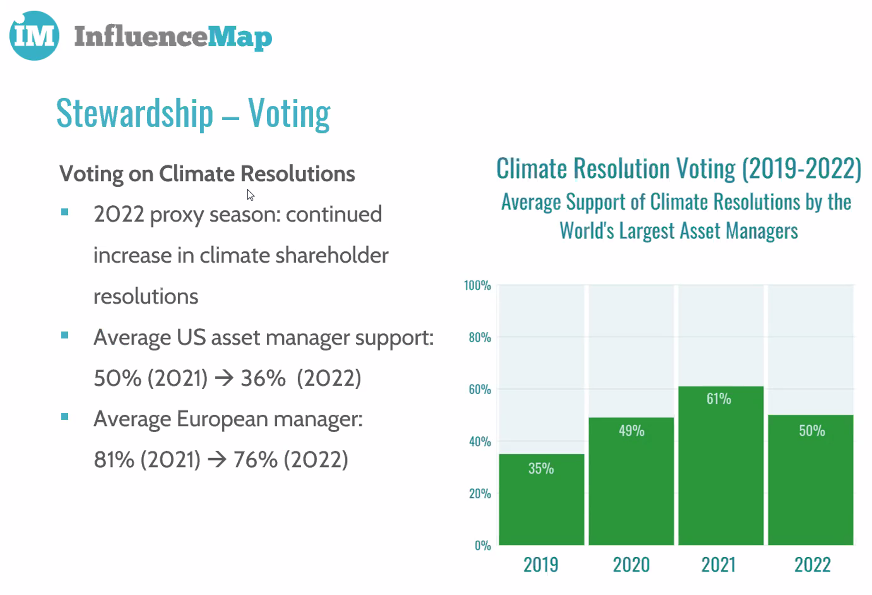 IM InfluenceMap
Stewardship – Voting
Voting on Climate Resolutions
▪ 2022 proxy season: continued
increase in climate shareholder
resolutions
▪ Average US asset manager support:
50% (2021) → 36% (2022)
▪ Average European manager:
81% (2021) → 76% (2022)
Climate Resolution Voting (2019-2022)
Average Support of Climate Resolutions by the
World's Largest Asset Managers
100%
80%
60%
40%
20%
0%
35%
49%
61%
50%
2019 2020 2021 2022